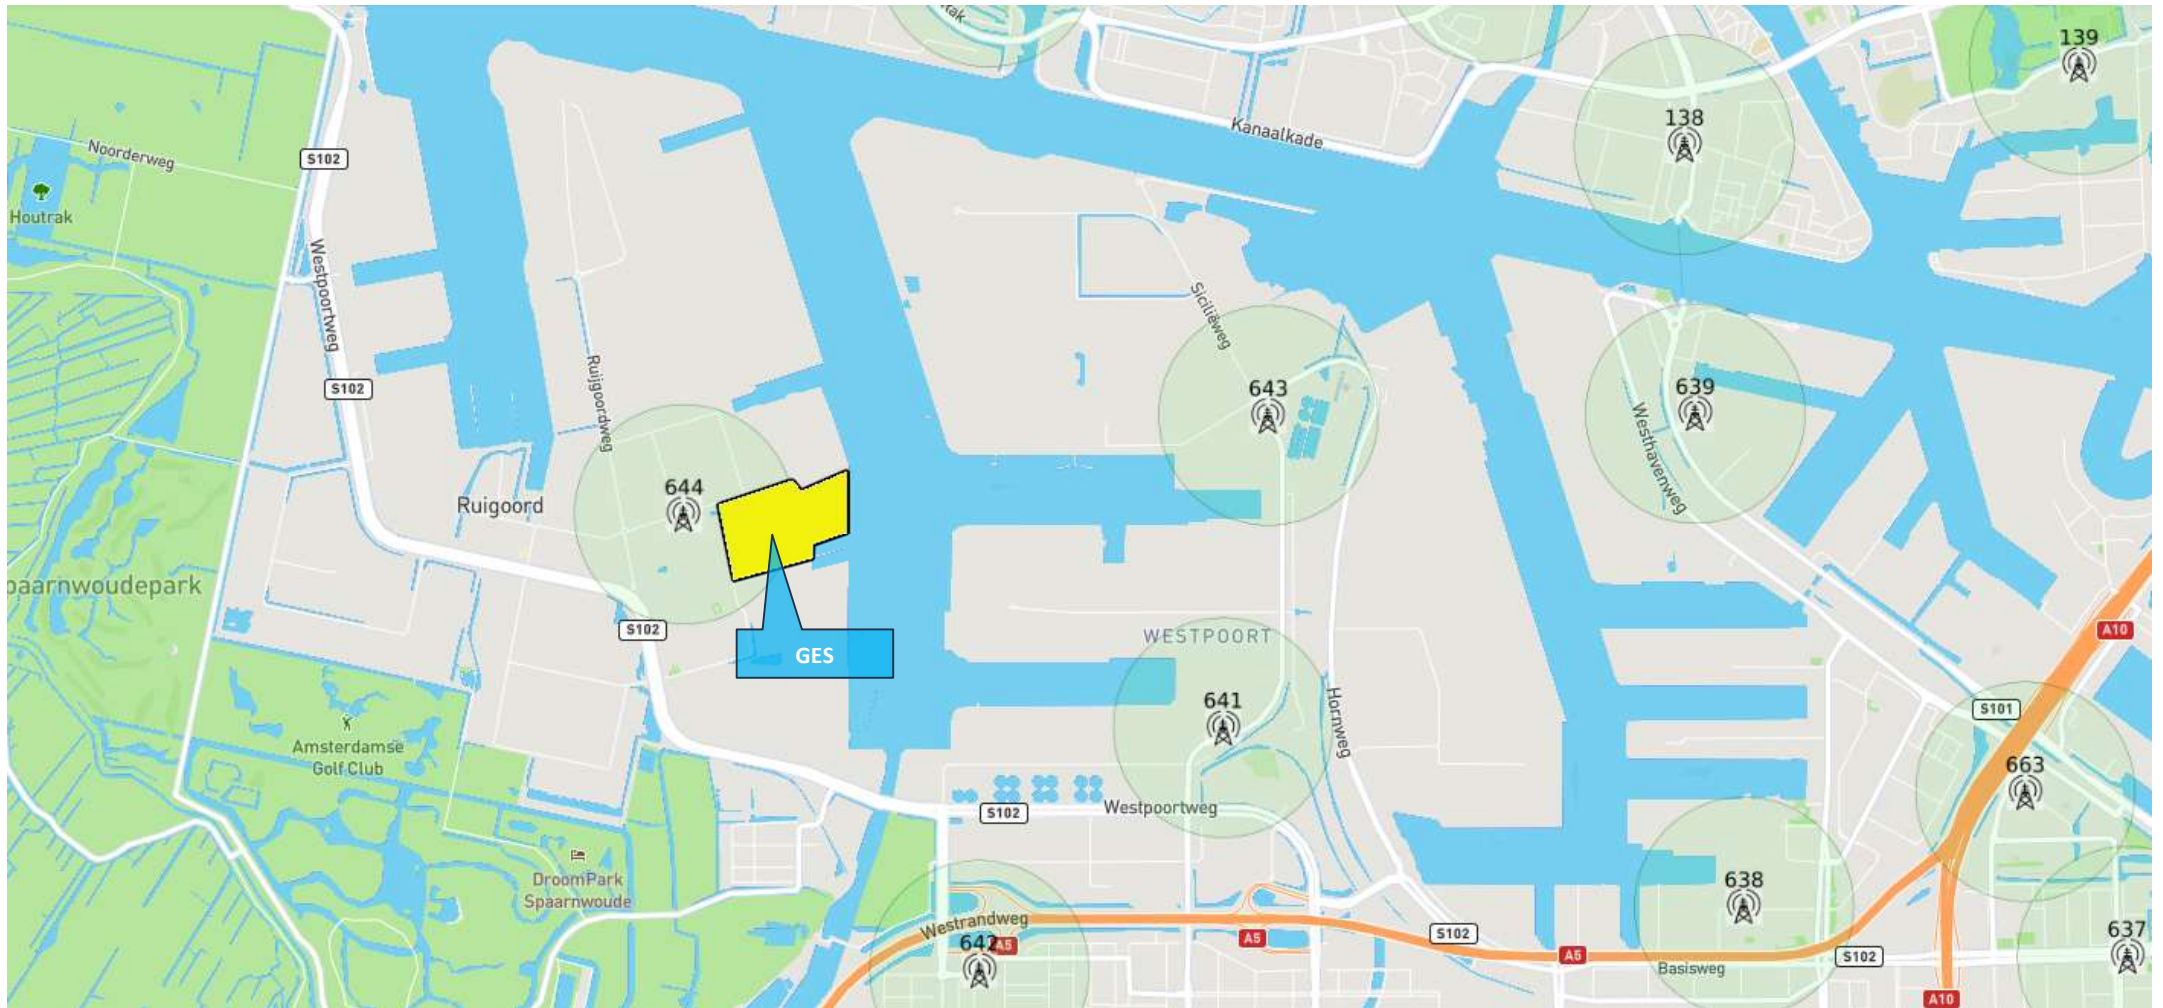 139
138
Kanaalkade
S102
Noorderweg
Houtrak
Westpoortweg
Siciliëweg
S102
Ruijgoordweg
643
639
Westhavenweg
644
Ruigoord
paarnwoudepark
S102
GES
WESTPOORT
A10
641
Hornweg
S101
Amsterdamse
Golf Club
663
S102
Westpoortweg
DroomPark
Spaarnwoude
638
Westrandweg
642
A5
A5
S102
A5
S102
637
Basisweg
A10